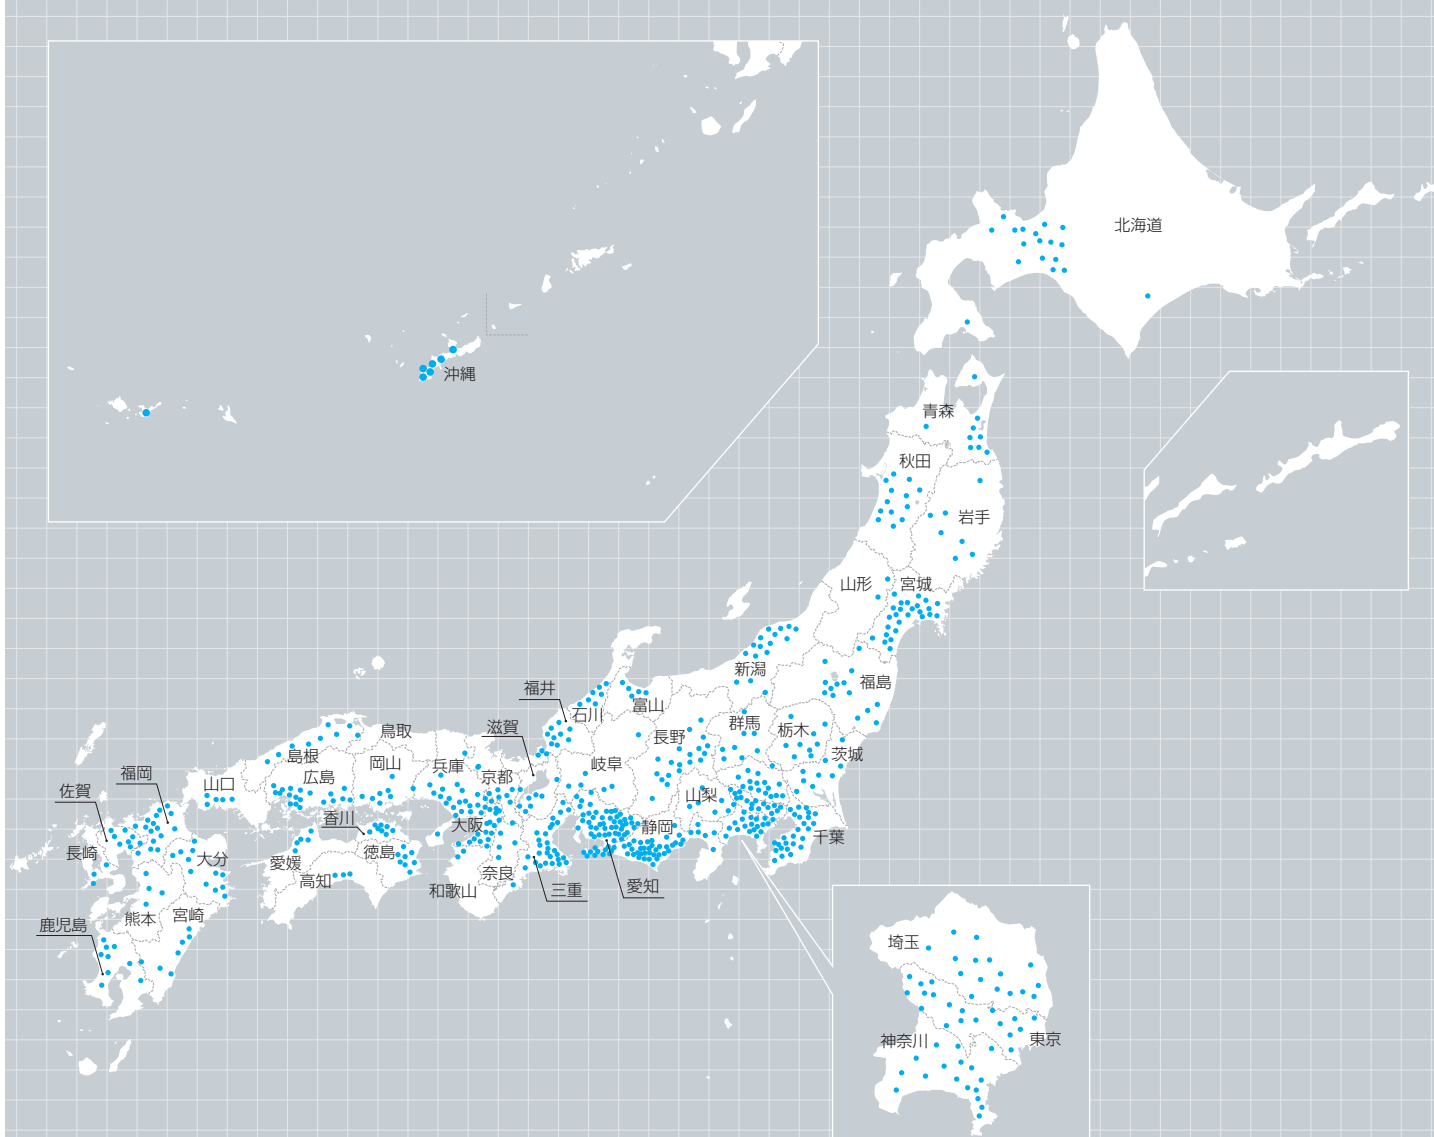 北海道
沖縄
青森
秋田
岩手
山形
宮城
新潟
福島
福井
石川
富山
群馬
栃木
滋賀
鳥取
長野
茨城
島根
岡山
兵庫
京都
岐阜
福岡
広島
山口
佐賀
山梨
香川
大阪
静岡
千葉
長崎
大分
愛媛
徳島
高知
奈良
和歌山
三重
愛知
熊本
宮崎
鹿児島
埼玉
神奈川
東京